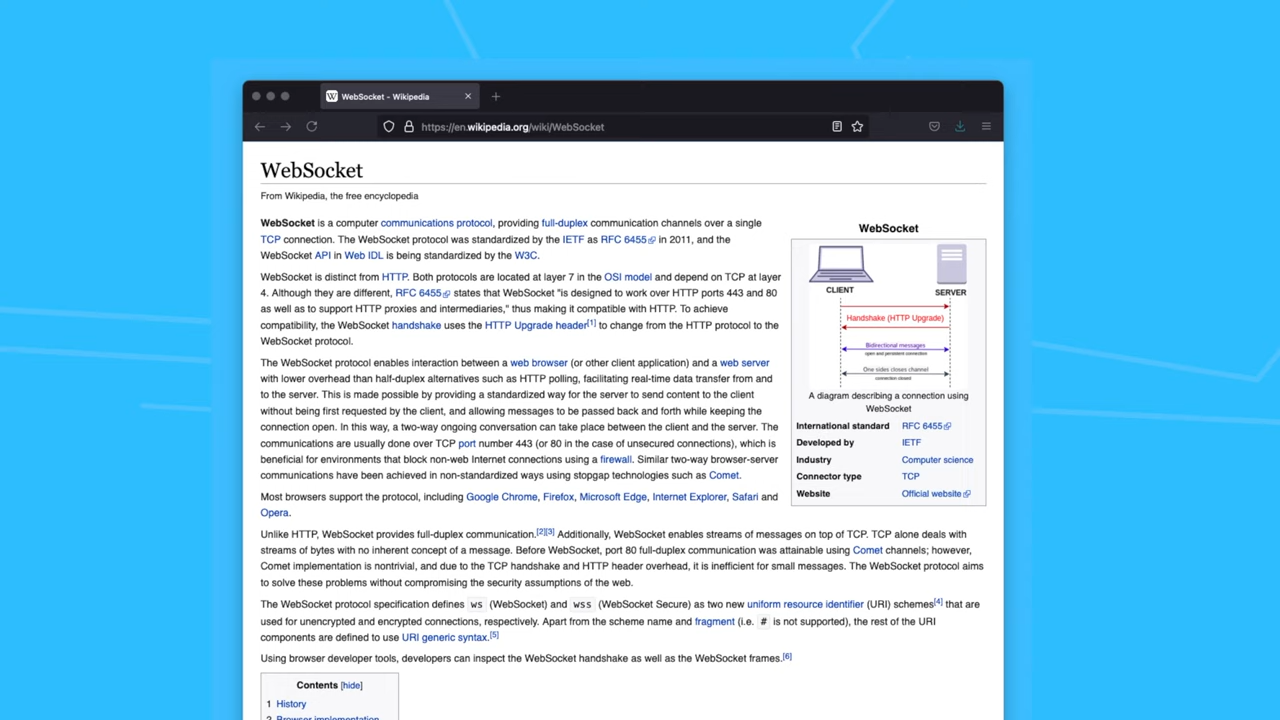 WebSocket - Wikipedia
https://en.wikipedia.org/wiki/WebSocket
WebSocket
From Wikipedia, the free encyclopedia
WebSocket is a computer communications protocol, providing full-duplex communication channels over a single
TCP connection. The WebSocket protocol was standardized by the IETF as RFC 6455 in 2011, and the
WebSocket API in Web IDL is being standardized by the W3C.
WebSocket is distinct from HTTP. Both protocols are located at layer 7 in the OSI model and depend on TCP at layer
4. Although they are different, RFC 6455 states that WebSocket "is designed to work over HTTP ports 443 and 80
as well as to support HTTP proxies and intermediaries," thus making it compatible with HTTP. To achieve
compatibility, the WebSocket handshake uses the HTTP Upgrade header[1] to change from the HTTP protocol to the
WebSocket protocol.
The WebSocket protocol enables interaction between a web browser (or other client application) and a web server
with lower overhead than half-duplex alternatives such as HTTP polling, facilitating real-time data transfer from and
to the server. This is made possible by providing a standardized way for the server to send content to the client
without being first requested by the client, and allowing messages to be passed back and forth while keeping the
connection open. In this way, a two-way ongoing conversation can take place between the client and the server. The
communications are usually done over TCP port number 443 (or 80 in the case of unsecured connections), which is
beneficial for environments that block non-web Internet connections using a firewall. Similar two-way browser-server
communications have been achieved in non-standardized ways using stopgap technologies such as Comet.
Most browsers support the protocol, including Google Chrome, Firefox, Microsoft Edge, Internet Explorer, Safari and
Opera.
WebSocket
CLIENT
SERVER
Handshake (HTTP Upgrade)
Bidirectional messages
open and persistent connection
One sides closes channel
connection closed
A diagram describing a connection using
WebSocket
International standard RFC 6455
Developed by IETF
Industry Computer science
Connector type TCP
Website Official website
Unlike HTTP, WebSocket provides full-duplex communication.[2][3] Additionally, WebSocket enables streams of messages on top of TCP. TCP alone deals with
streams of bytes with no inherent concept of a message. Before WebSocket, port 80 full-duplex communication was attainable using Comet channels; however,
Comet implementation is nontrivial, and due to the TCP handshake and HTTP header overhead, it is inefficient for small messages. The WebSocket protocol aims
to solve these problems without compromising the security assumptions of the web.
The WebSocket protocol specification defines ws (WebSocket) and wss (WebSocket Secure) as two new uniform resource identifier (URI) schemes[4] that are
used for unencrypted and encrypted connections, respectively. Apart from the scheme name and fragment (i.e. # is not supported), the rest of the URI
components are defined to use URI generic syntax.[5]
Using browser developer tools, developers can inspect the WebSocket handshake as well as the WebSocket frames.[6]
Contents [hide]
1 History
2 Browser implementation